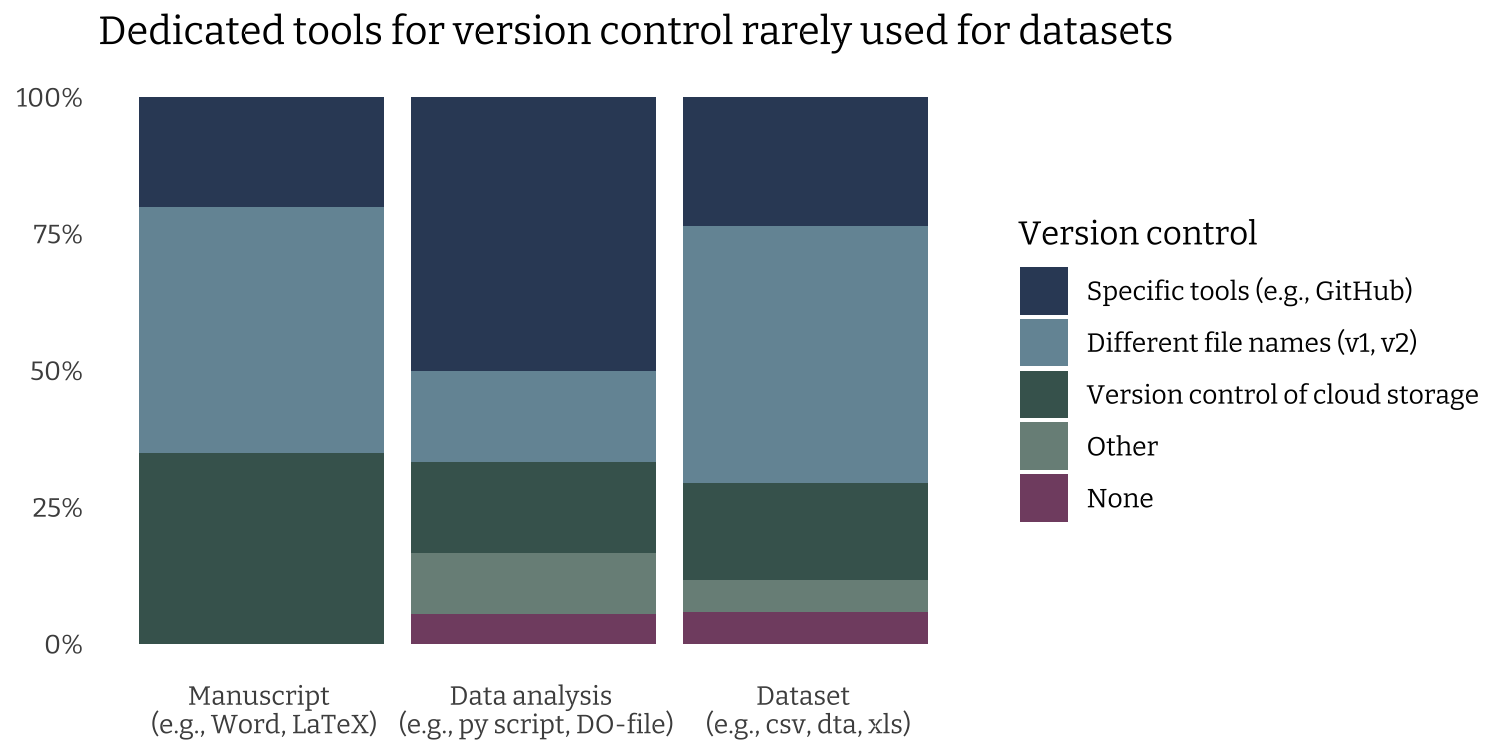 Dedicated tools for version control rarely used for datasets
100%
75%
50%
25%
0%
Manuscript
(e.g., Word, LaTeX)
Data analysis
(e.g., py script, DO-file)
Dataset
(e.g., csv, dta, xls)
Version control
Specific tools (e.g., GitHub)
Different file names (v1, v2)
Version control of cloud storage
Other
None